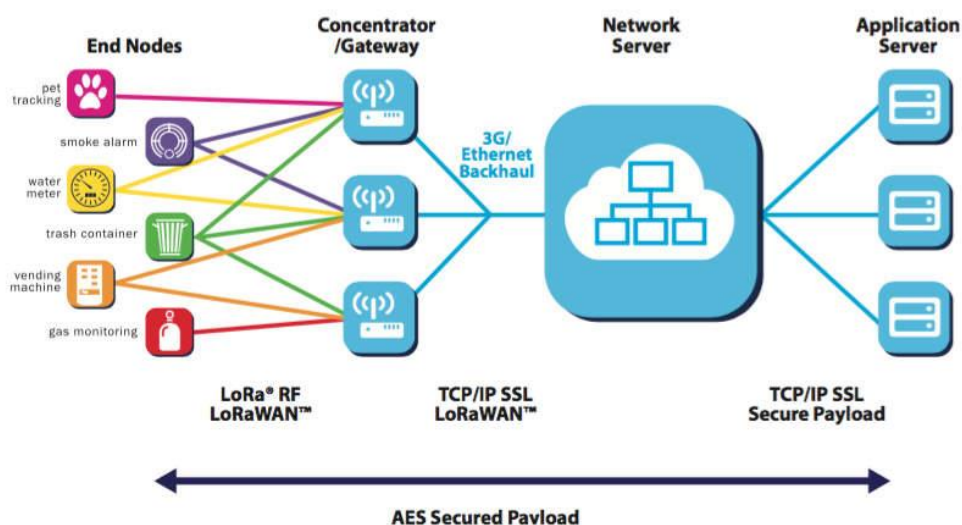 End Nodes
Concentrator
/Gateway
Network
Server
Application
Server
pet
tracking
smoke alarm
water
meter
trash container
vending
machine
gas monitoring
3G/
Ethernet
Backhaul
LoRa® RF
LoRaWAN™
TCP/IP SSL
LoRaWAN™
TCP/IP SSL
Secure Payload
AES Secured Payload